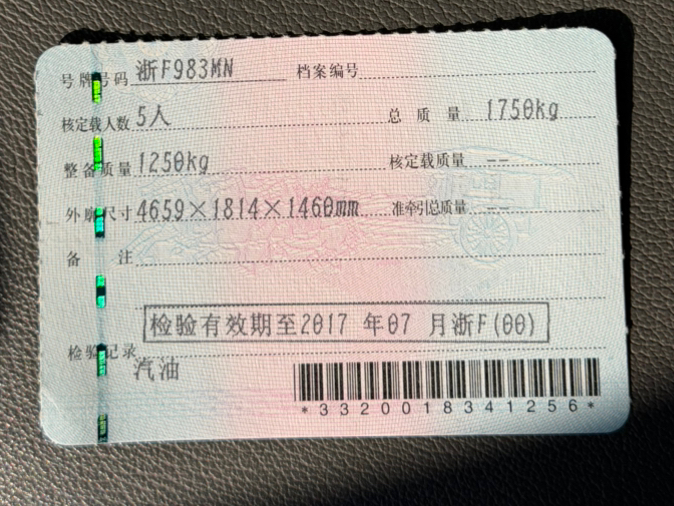 号牌号码 浙F983MN 档案编号
核定载人数 5人 总质量 1750kg
整备质量 1250kg 核定载质量 --
外廓尺寸 4659×1814×1460mm 准牵引总质量 --
备注
检验有效期至2017 年07 月浙F(00)
检验记录
汽油
*3320018341256*